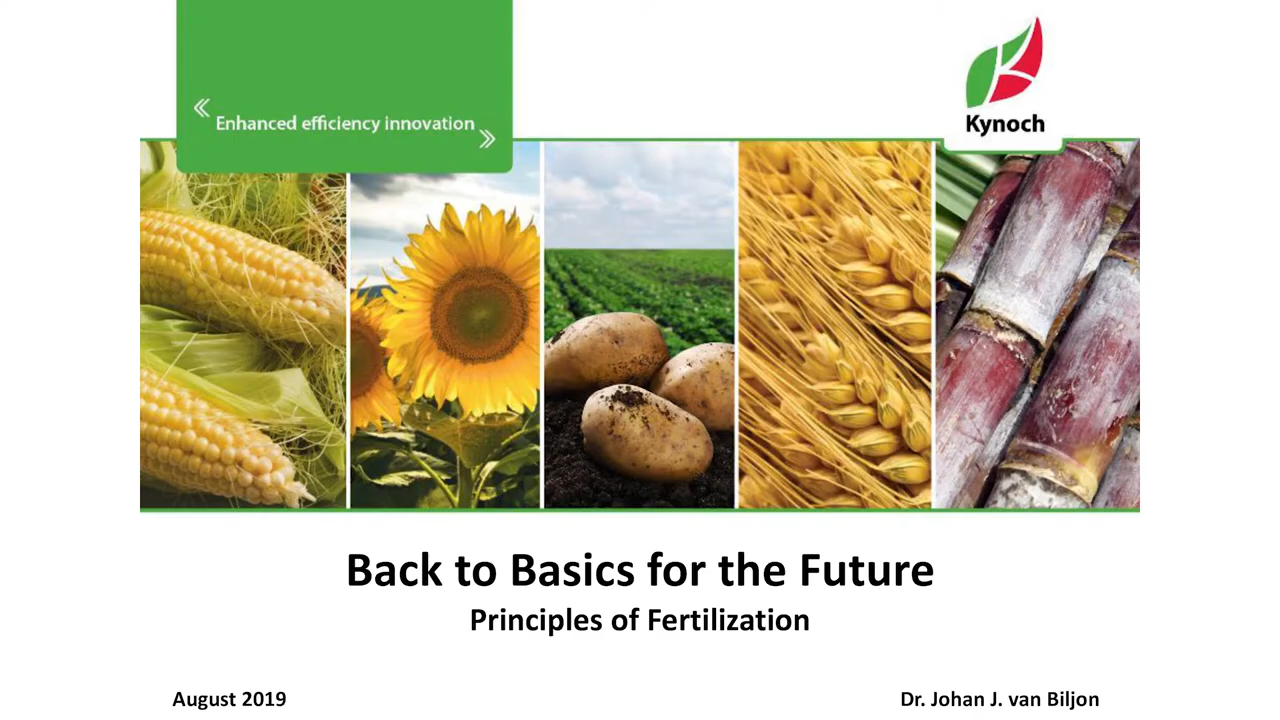 « Enhanced efficiency innovation »
Kynoch
Back to Basics for the Future
Principles of Fertilization
August 2019
Dr. Johan J. van Biljon